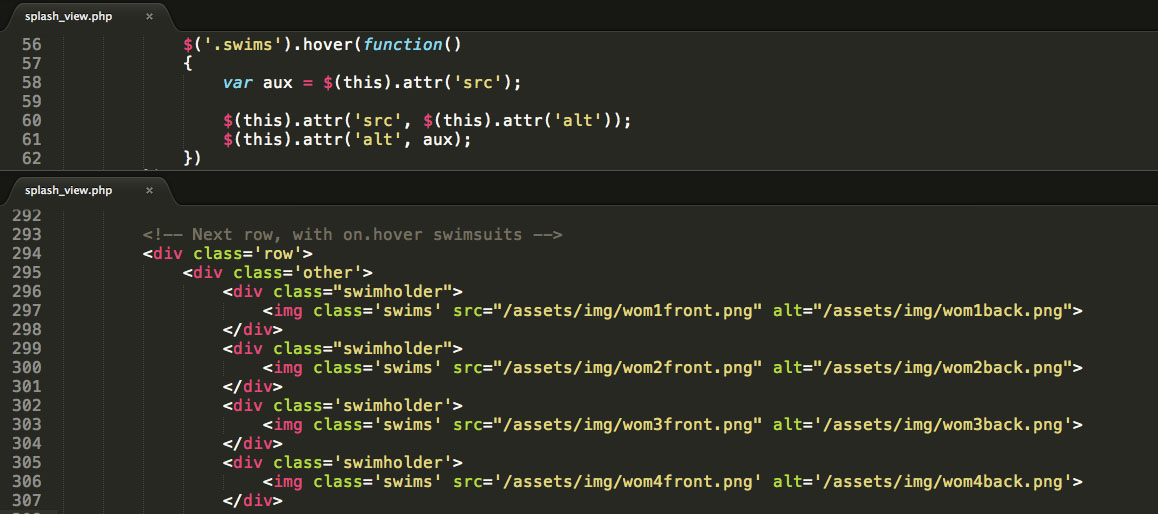 splash_view.php ×
56 $('.swims').hover(function()
57 {
58 var aux = $(this).attr('src');
59
60 $(this).attr('src', $(this).attr('alt'));
61 $(this).attr('alt', aux);
62 })
splash_view.php ×
292
293 <!-- Next row, with on.hover swimsuits -->
294 <div class='row'>
295 <div class='other'>
296 <div class="swimholder">
297 <img class='swims' src="/assets/img/wom1front.png" alt="/assets/img/wom1back.png">
298 </div>
299 <div class="swimholder">
300 <img class='swims' src="/assets/img/wom2front.png" alt="/assets/img/wom2back.png">
301 </div>
302 <div class='swimholder'>
303 <img class='swims' src="/assets/img/wom3front.png" alt='/assets/img/wom3back.png'>
304 </div>
305 <div class='swimholder'>
306 <img class='swims' src='/assets/img/wom4front.png' alt='/assets/img/wom4back.png'>
307 </div>